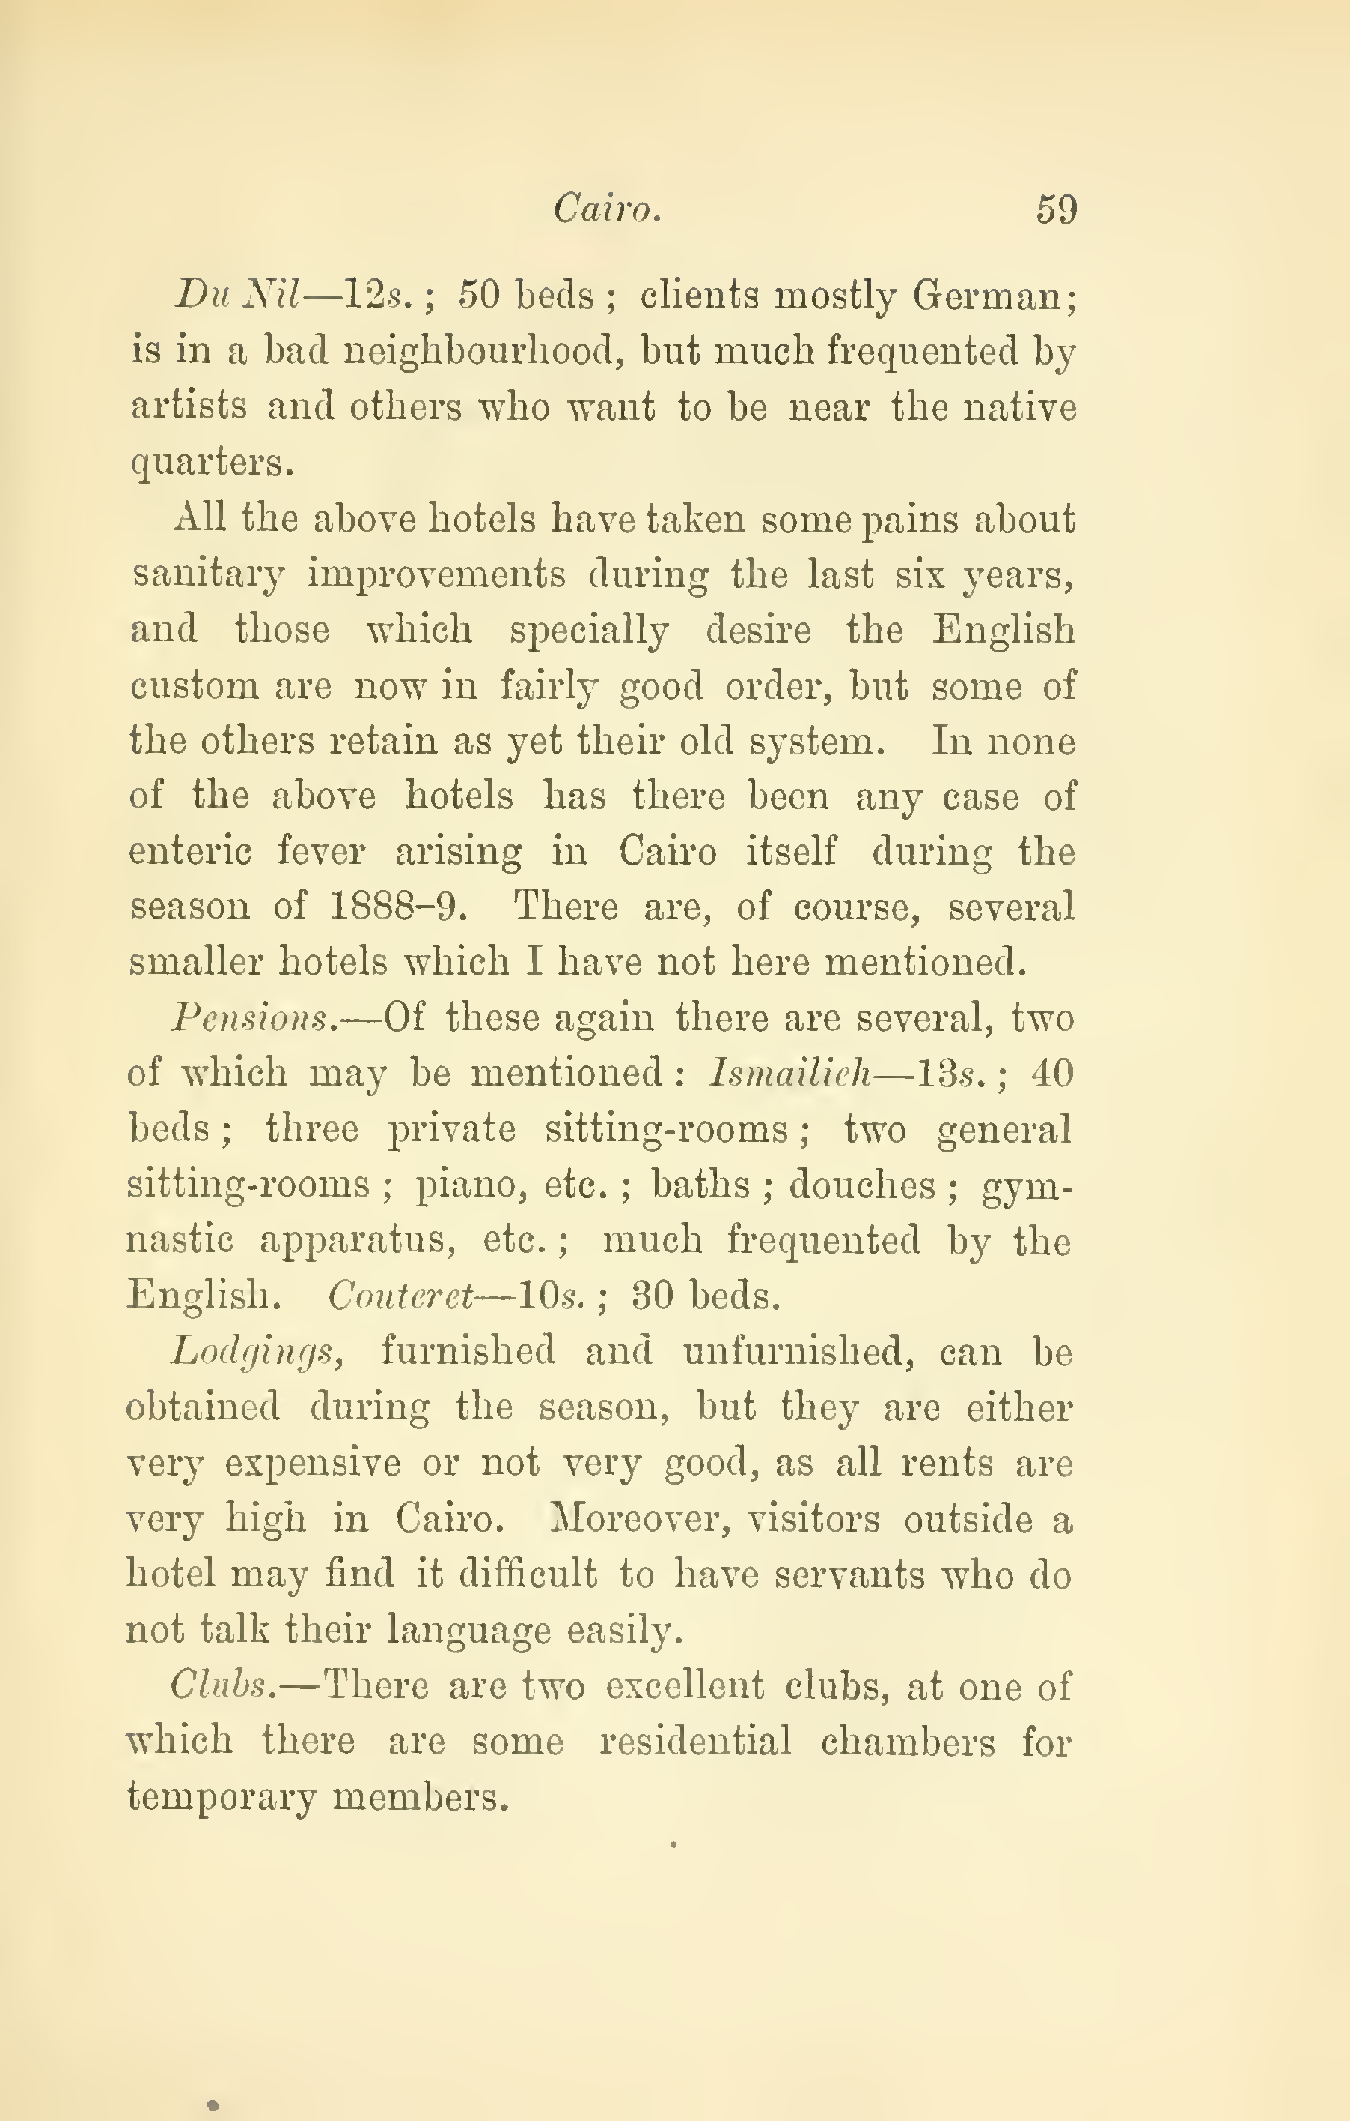 Cairo. 59
Du Nil—12s. ; 50 beds ; clients mostly German;
is in a bad neighbourhood, but much frequented by
artists and others who want to be near the native
quarters.
All the above hotels have taken some pains about
sanitary improvements during the last six years,
and those which specially desire the English
custom are now in fairly good order, but some of
the others retain as yet their old system. In none
of the above hotels has there been any case of
enteric fever arising in Cairo itself during the
season of 1888-9. There are, of course, several
smaller hotels which I have not here mentioned.
Pensions.—Of these again there are several, two
of which may be mentioned : Ismailieh—13s. ; 40
beds ; three private sitting-rooms ; two general
sitting-rooms ; piano, etc. ; baths ; douches ; gym-
nastic apparatus, etc. ; much frequented by the
English. Couteret—10s. ; 30 beds.
Lodgings, furnished and unfurnished, can be
obtained during the season, but they are either
very expensive or not very good, as all rents are
very high in Cairo. Moreover, visitors outside a
hotel may find it difficult to have servants who do
not talk their language easily.
Clubs.—There are two excellent clubs, at one of
which there are some residential chambers for
temporary members.